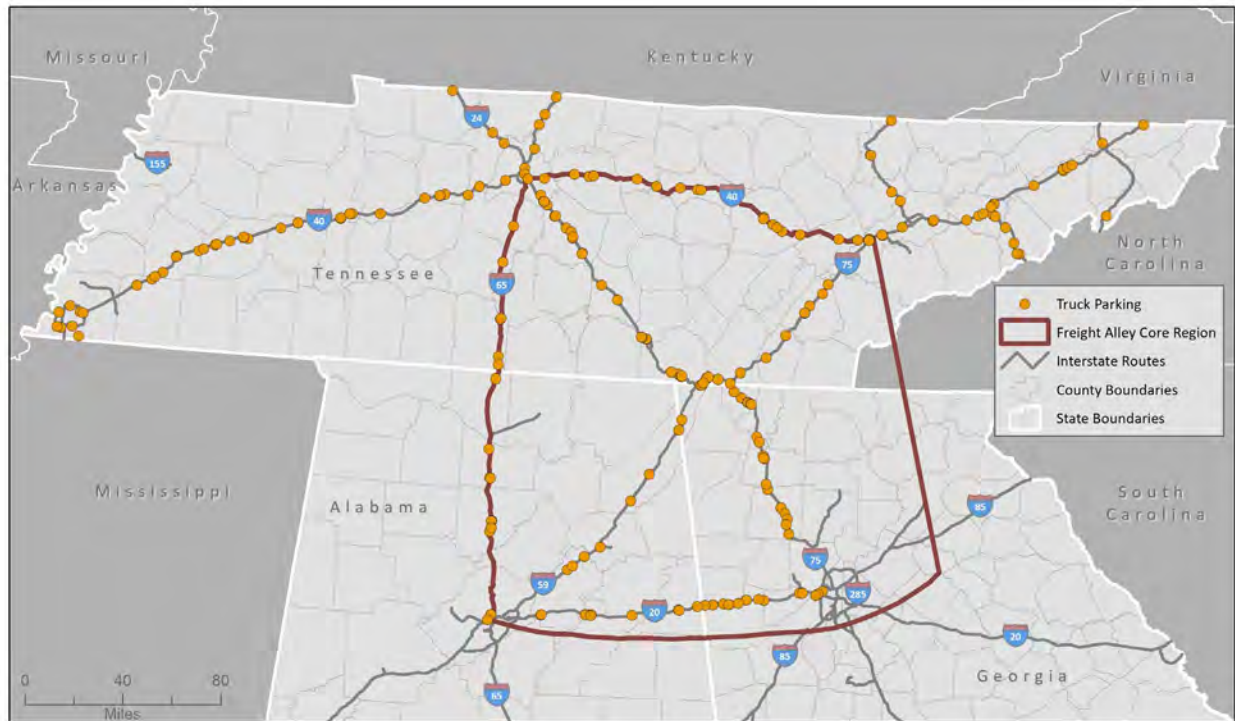 Missouri
Kentucky
Virginia
24
155
Arkansas
40
40
Tennessee
65
75
North
Carolina
Truck Parking
Freight Alley Core Region
Interstate Routes
County Boundaries
State Boundaries
Mississippi
Alabama
South
Carolina
85
75
59
20
285
20
85
65
Georgia
0 40 80
Miles